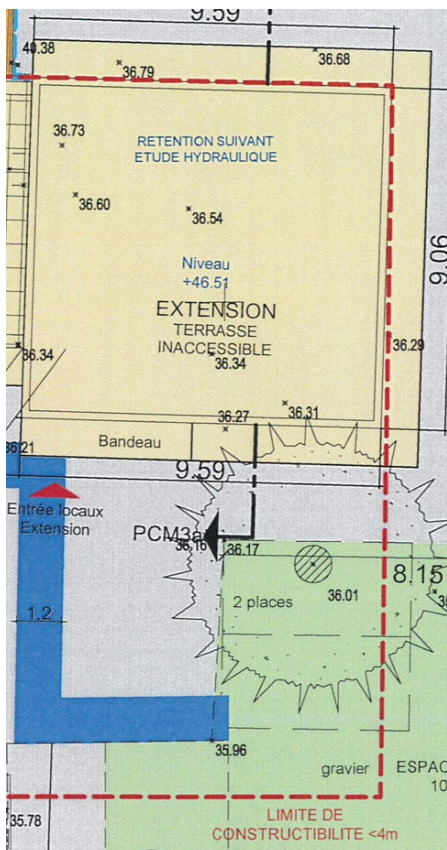 9.59
40.38
36.79
36.68
36.73
RETENTION SUIVANT
ETUDE HYDRAULIQUE
36.60
36.54
9.06
Niveau
+46.51
EXTENSION
TERRASSE
INACCESSIBLE
36.34
36.34
36.29
36.31
36.27
Bandeau
36.21
9.59
Entrée locaux
Extension
PCM3a
36.16
36.17
8.15
2 places
36.01
1.2
35.96
gravier
ESPAC
10
35.78
LIMITE DE
CONSTRUCTIBILITE <4m